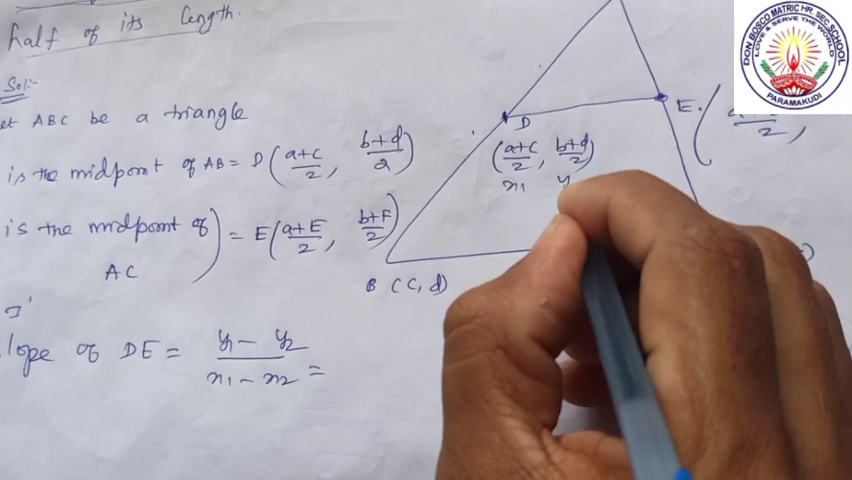 half of its length.
Sol:-
et ABC be a triangle
is the midpoint of AB = D(a+c/2, b+d/2)
is the midpoint of AC) = E(a+E/2, b+F/2)
lope of DE = y1 - y2 / x1 - x2 =
D
(a+c/2, b+d/2)
x1 y
E.
B (C, d)
DON BOSCO MATRIC HR. SEC. SCHOOL
LOVE & SERVE THE WORLD
PARAMAKUDI